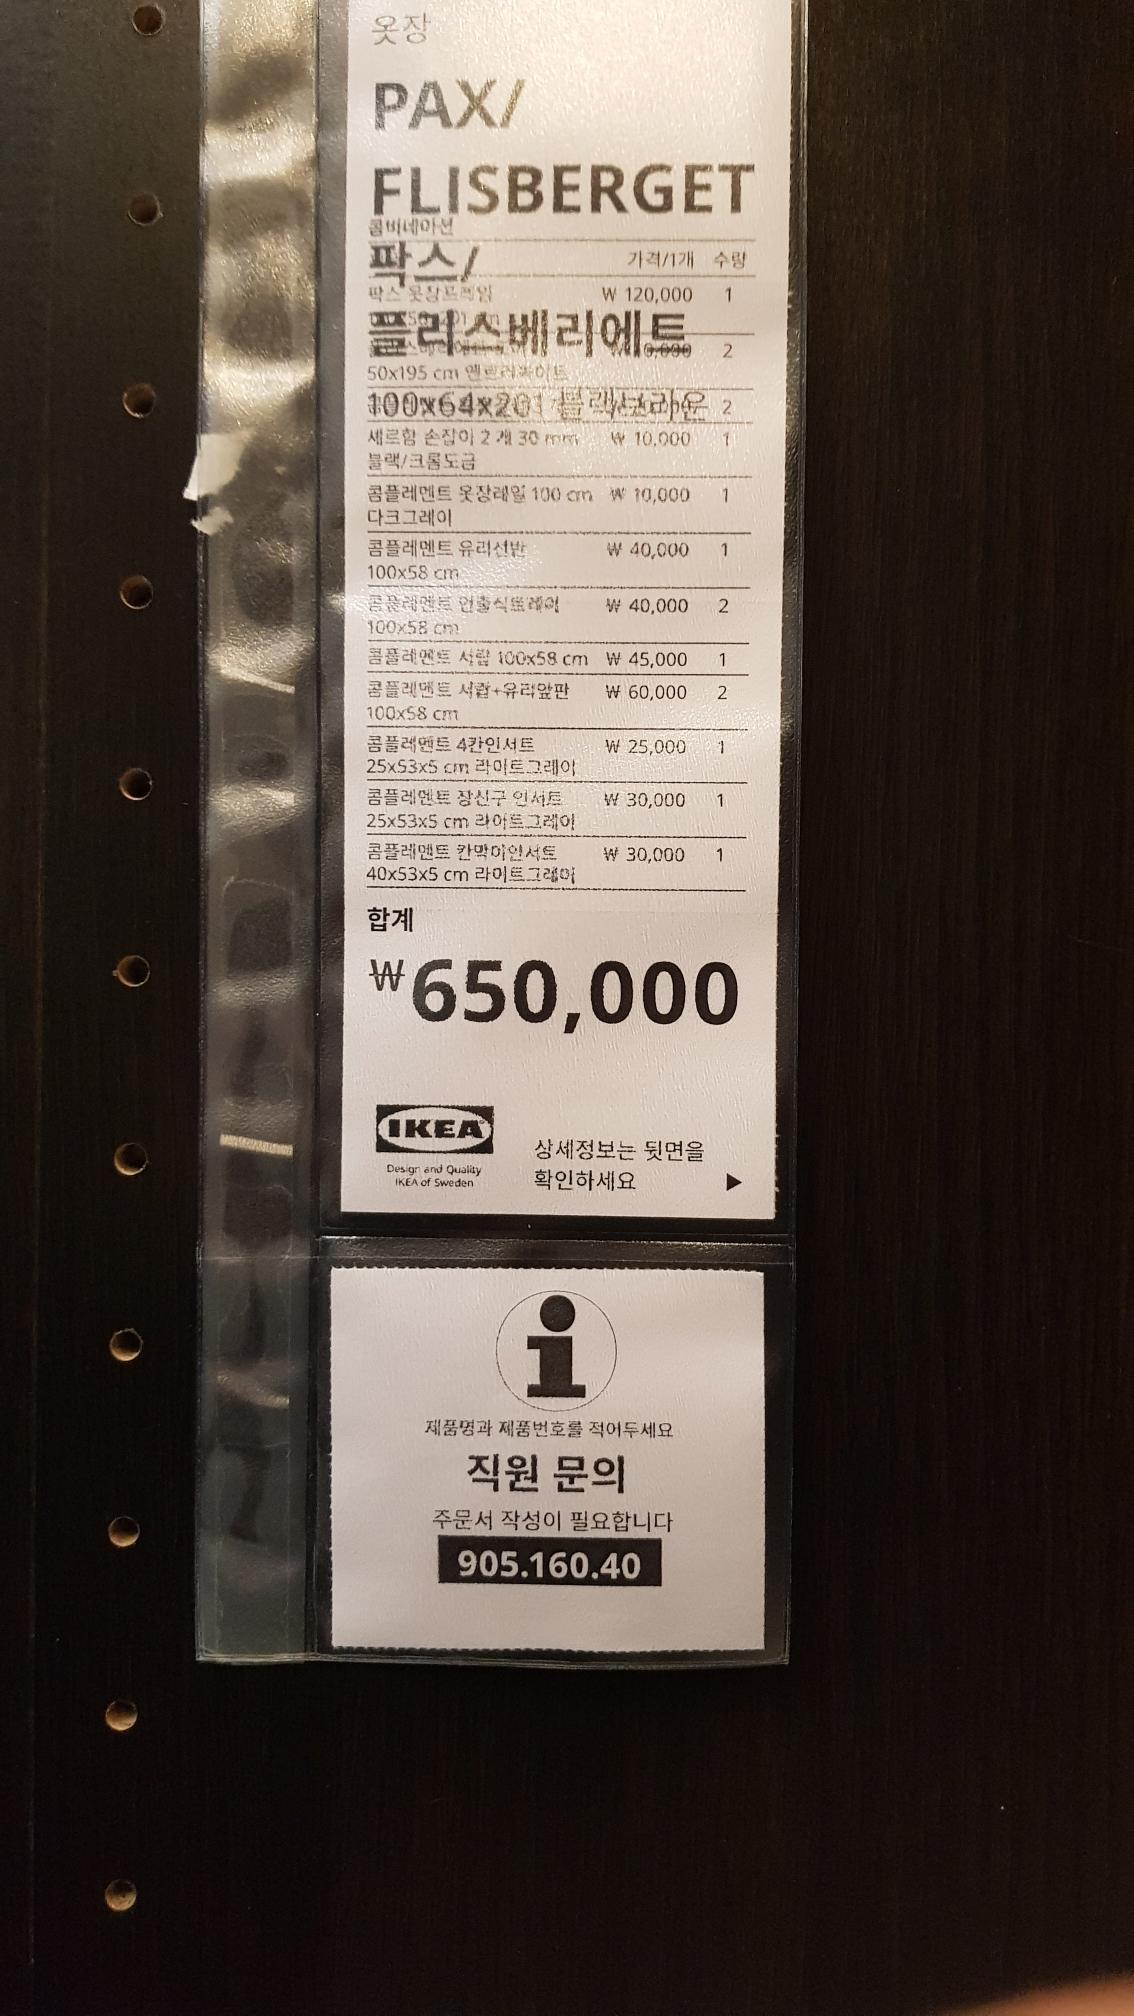 옷장
PAX/
FLISBERGET
콤비네이션
팍스/
가격/1개 수량
팍스 옷장프레임 ₩ 120,000 1
플리스베리에트
2
50x195 cm 앤트러싸이트
100x64x201 블랙브라운
2
세르함 손잡이 2 개 30 mm ₩ 10,000 1
블랙/크롬도금
콤플레멘트 옷장레일 100 cm ₩ 10,000 1
다크그레이
콤플레멘트 유리선반 ₩ 40,000 1
100x58 cm
콤플레멘트 인출식트레이 ₩ 40,000 2
100x58 cm
콤플레멘트 서랍 100x58 cm ₩ 45,000 1
콤플레멘트 서랍+유리앞판 ₩ 60,000 2
100x58 cm
콤플레멘트 4칸인서트 ₩ 25,000 1
25x53x5 cm 라이트그레이
콤플레멘트 장신구 인서트 ₩ 30,000 1
25x53x5 cm 라이트그레이
콤플레멘트 칸막이인서트 ₩ 30,000 1
40x53x5 cm 라이트그레이
합계
₩650,000
IKEA
Design and Quality
IKEA of Sweden
상세정보는 뒷면을
확인하세요
제품명과 제품번호를 적어두세요
직원 문의
주문서 작성이 필요합니다
905.160.40